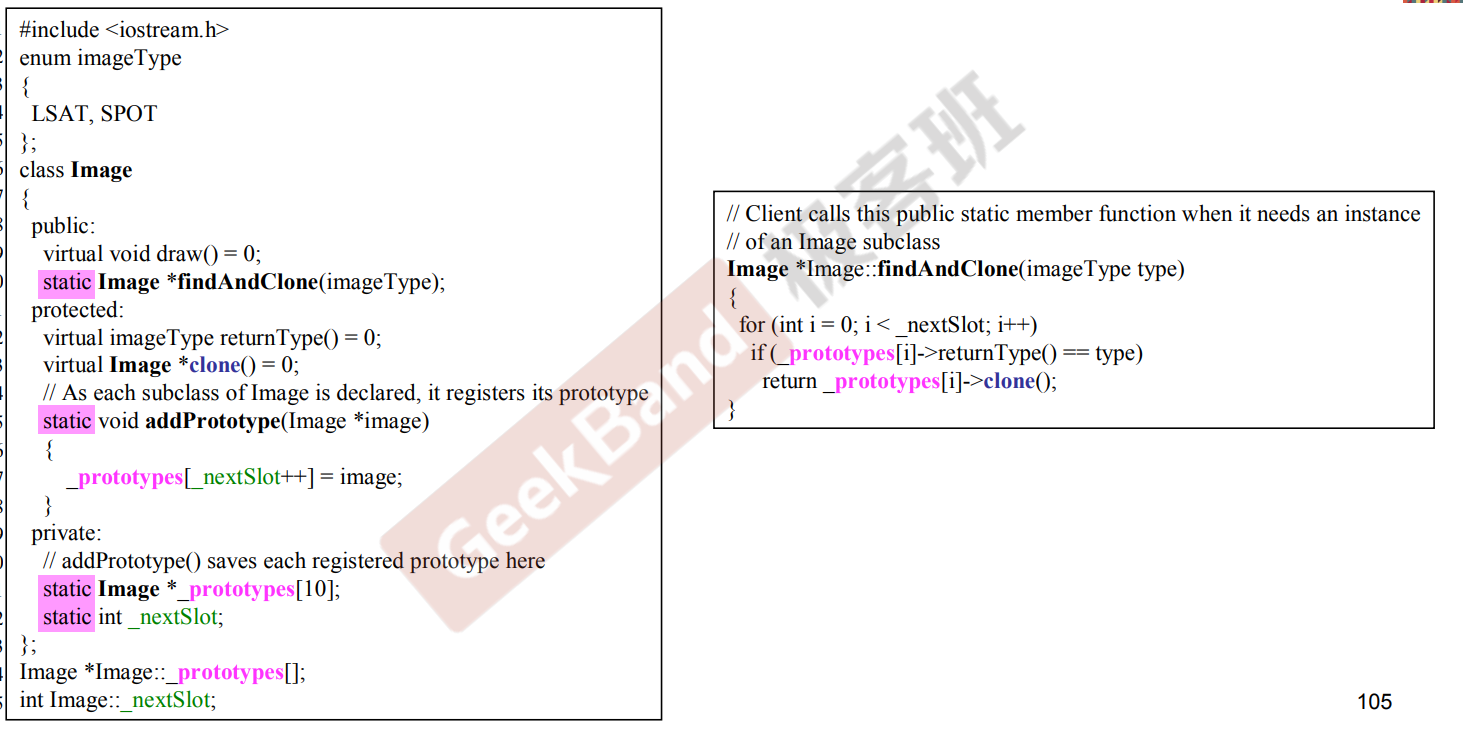 #include <iostream.h>
enum imageType
{
LSAT, SPOT
};
class Image
{
public:
virtual void draw() = 0;
static Image *findAndClone(imageType);
protected:
virtual imageType returnType() = 0;
virtual Image *clone() = 0;
// As each subclass of Image is declared, it registers its prototype
static void addPrototype(Image *image)
{
_prototypes[_nextSlot++] = image;
}
private:
// addPrototype() saves each registered prototype here
static Image *_prototypes[10];
static int _nextSlot;
};
Image *Image::_prototypes[];
int Image::_nextSlot;
// Client calls this public static member function when it needs an instance
// of an Image subclass
Image *Image::findAndClone(imageType type)
{
for (int i = 0; i < _nextSlot; i++)
if (_prototypes[i]->returnType() == type)
return _prototypes[i]->clone();
}
GeekBand
极客班
105